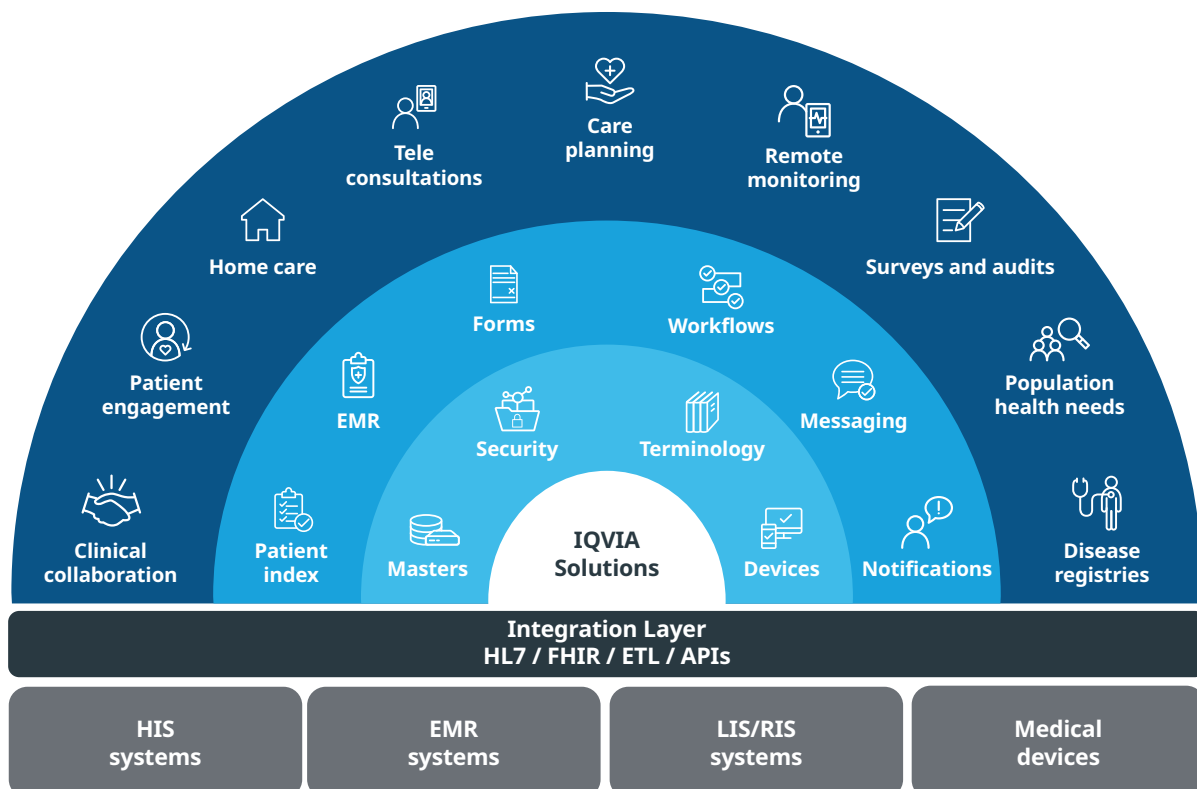 Care
planning
Tele
consultations
Remote
monitoring
Home care
Surveys and audits
Patient
engagement
Population
health needs
Clinical
collaboration
Disease
registries
Forms
Workflows
EMR
Messaging
Patient
index
Notifications
Security
Terminology
Masters
Devices
IQVIA
Solutions
Integration Layer
HL7 / FHIR / ETL / APIs
HIS
systems
EMR
systems
LIS/RIS
systems
Medical
devices